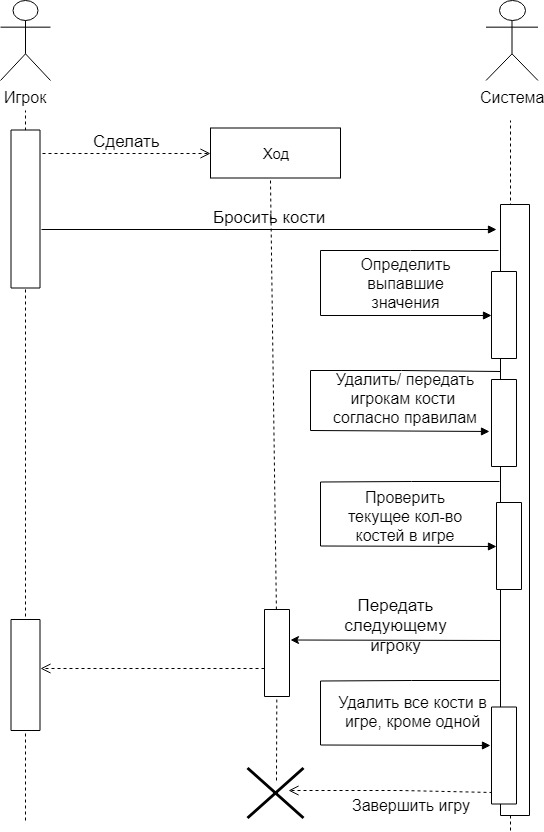 Игрок
Система
Сделать
Ход
Бросить кости
Определить
выпавшие
значения
Удалить/ передать
игрокам кости
согласно правилам
Проверить
текущее кол-во
костей в игре
Передать
следующему
игроку
Удалить все кости в
игре, кроме одной
Завершить игру